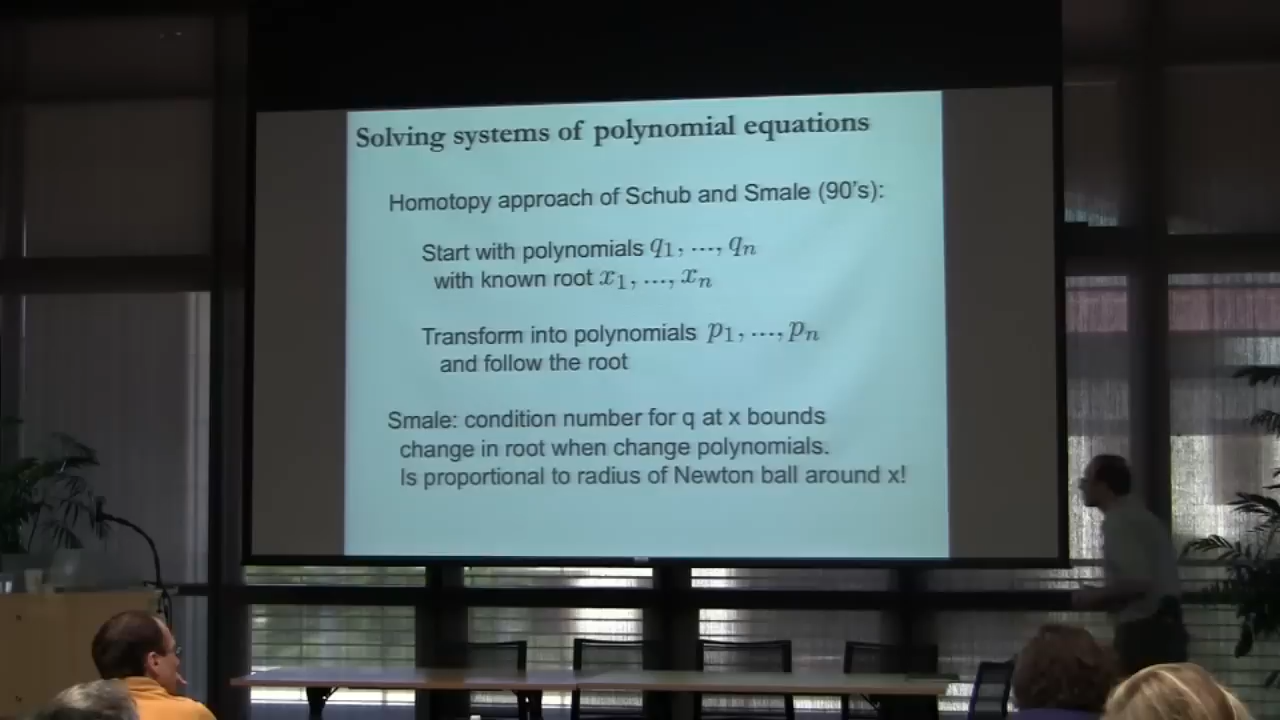 Solving systems of polynomial equations
Homotopy approach of Schub and Smale (90's):
Start with polynomials q₁, ..., qₙ
with known root x₁, ..., xₙ
Transform into polynomials p₁, ..., pₙ
and follow the root
Smale: condition number for q at x bounds
change in root when change polynomials.
Is proportional to radius of Newton ball around x!